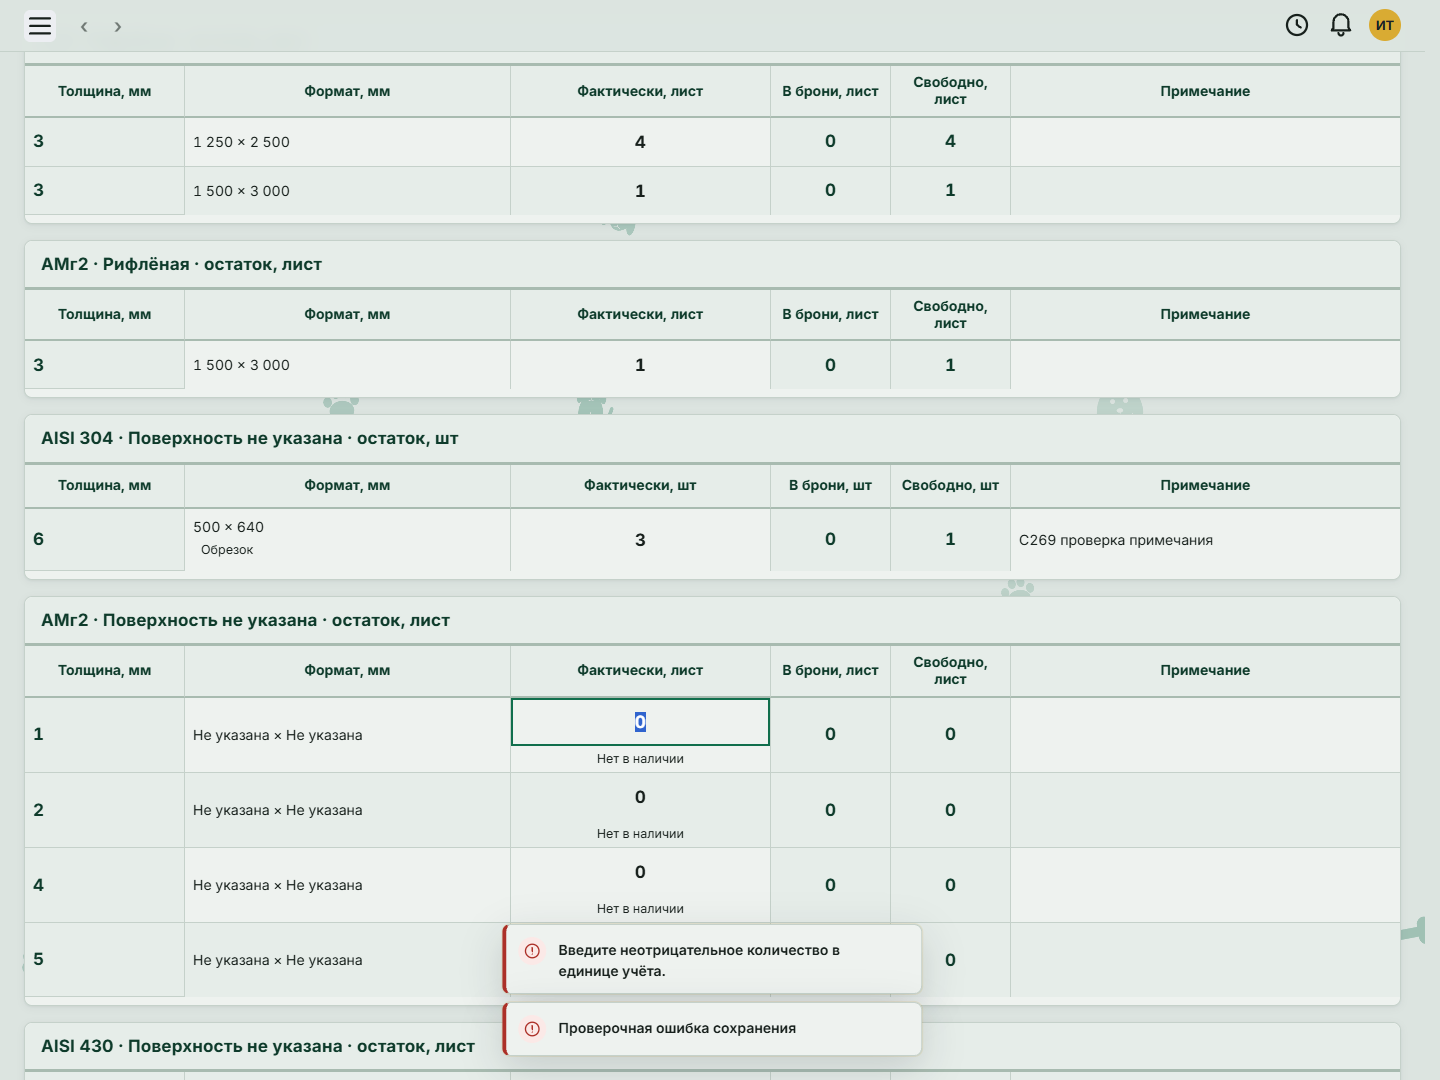 ИТ
Толщина, мм
Формат, мм
Фактически, лист
В брони, лист
Свободно, лист
Примечание
3
1 250 × 2 500
4
0
4
3
1 500 × 3 000
1
0
1
АМг2 · Рифлёная · остаток, лист
Толщина, мм
Формат, мм
Фактически, лист
В брони, лист
Свободно, лист
Примечание
3
1 500 × 3 000
1
0
1
AISI 304 · Поверхность не указана · остаток, шт
Толщина, мм
Формат, мм
Фактически, шт
В брони, шт
Свободно, шт
Примечание
6
500 × 640
Обрезок
3
0
1
С269 проверка примечания
АМг2 · Поверхность не указана · остаток, лист
Толщина, мм
Формат, мм
Фактически, лист
В брони, лист
Свободно, лист
Примечание
1
Не указана × Не указана
0
Нет в наличии
0
0
2
Не указана × Не указана
0
Нет в наличии
0
0
4
Не указана × Не указана
0
Нет в наличии
0
0
5
Не указана × Не указана
0
Введите неотрицательное количество в
единице учёта.
Проверочная ошибка сохранения
AISI 430 · Поверхность не указана · остаток, лист